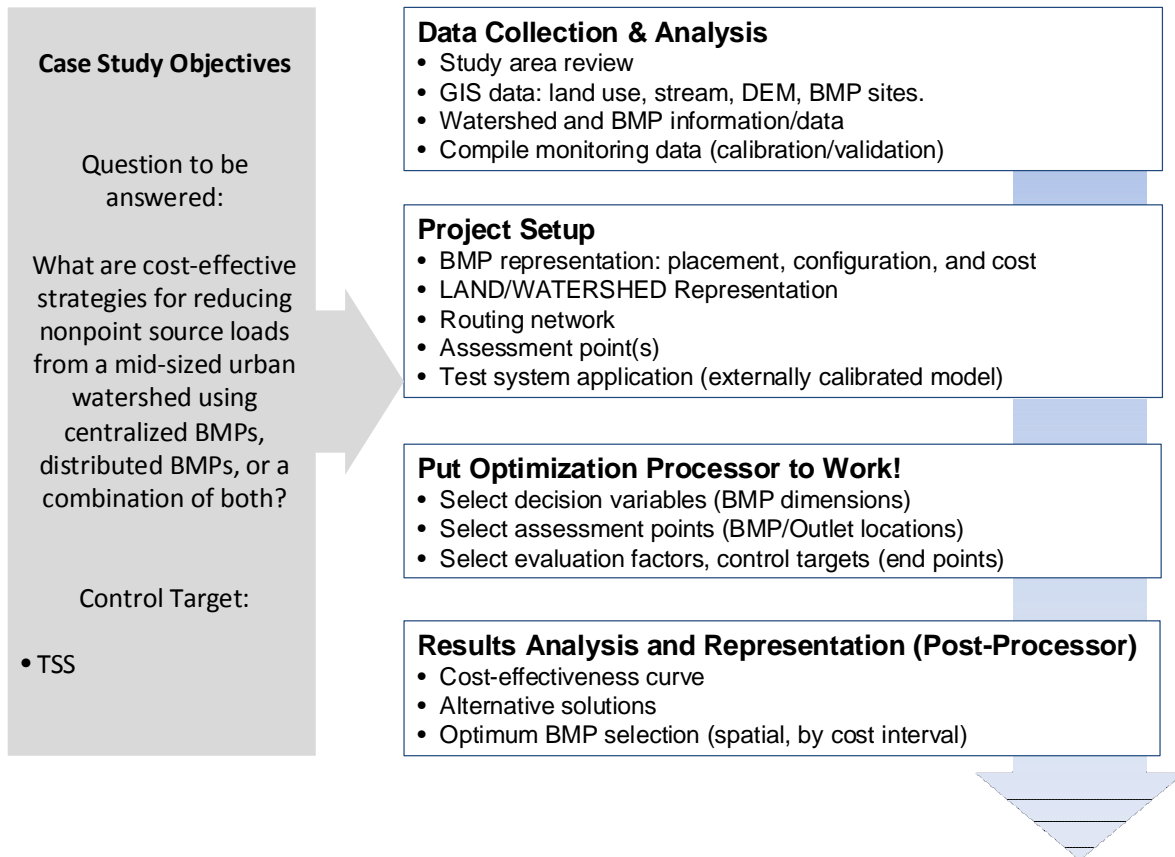 Case Study Objectives
Question to be
answered:
What are cost-effective
strategies for reducing
nonpoint source loads
from a mid-sized urban
watershed using
centralized BMPs,
distributed BMPs, or a
combination of both?
Control Target:
• TSS
Data Collection & Analysis
• Study area review
• GIS data: land use, stream, DEM, BMP sites.
• Watershed and BMP information/data
• Compile monitoring data (calibration/validation)
Project Setup
• BMP representation: placement, configuration, and cost
• LAND/WATERSHED Representation
• Routing network
• Assessment point(s)
• Test system application (externally calibrated model)
Put Optimization Processor to Work!
• Select decision variables (BMP dimensions)
• Select assessment points (BMP/Outlet locations)
• Select evaluation factors, control targets (end points)
Results Analysis and Representation (Post-Processor)
• Cost-effectiveness curve
• Alternative solutions
• Optimum BMP selection (spatial, by cost interval)